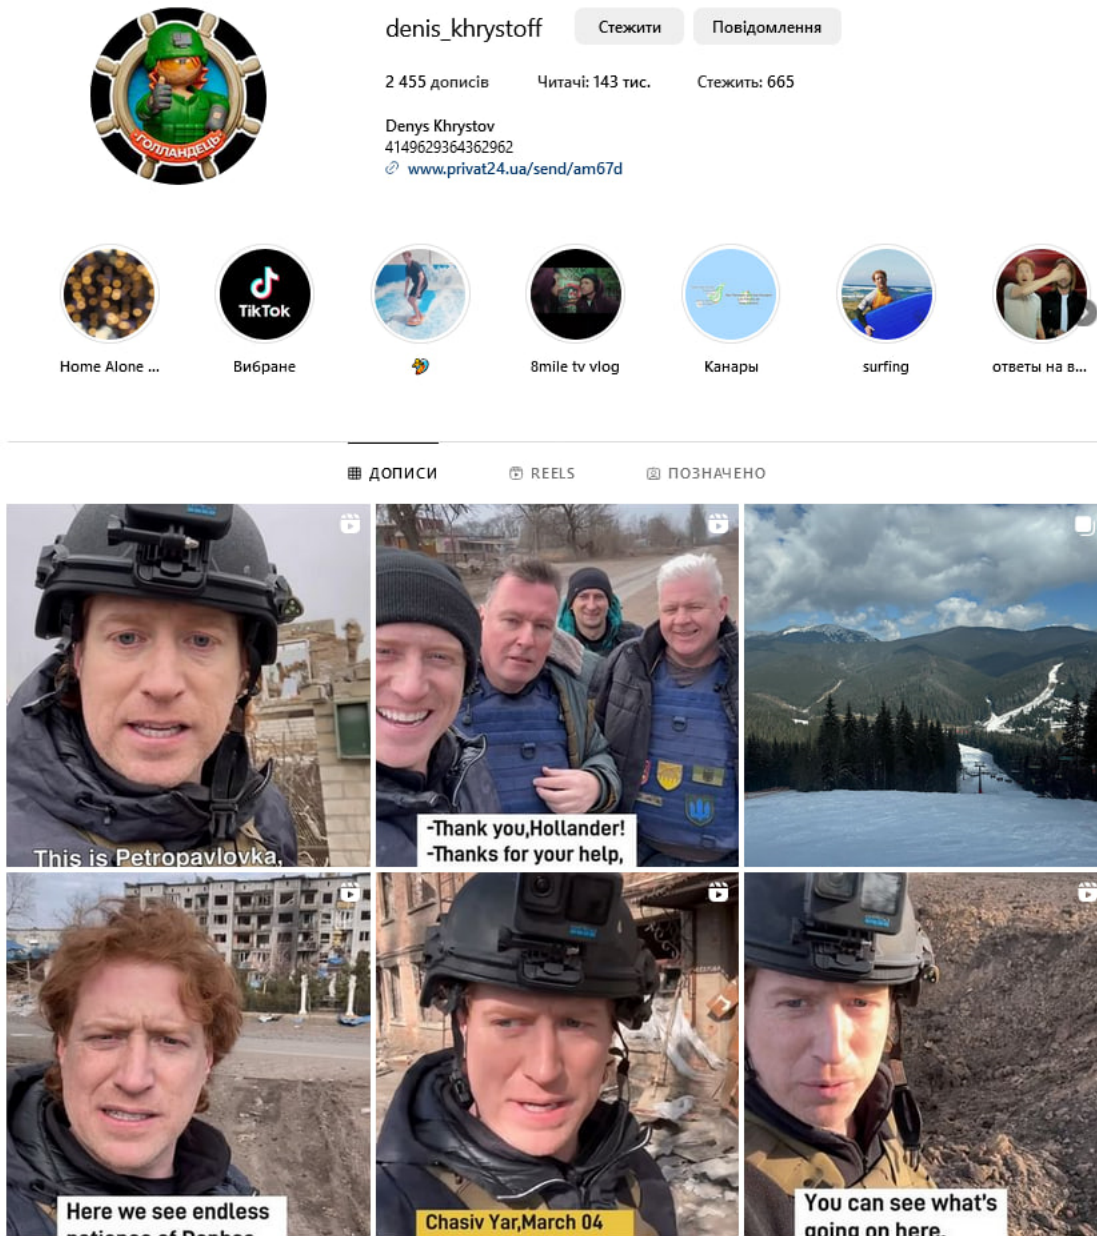 denis_khrystoff
Стежити
Повідомлення
2 455 дописів
Читачі: 143 тис.
Стежить: 665
Denys Khrystov
4149629364362962
www.privat24.ua/send/am67d
ГОЛЛАНДЕЦЬ
TikTok
Home Alone ...
Вибране
8mile tv vlog
Канары
surfing
ответы на в...
ДОПИСИ
REELS
ПОЗНАЧЕНО
This is Petropavlovka,
-Thank you,Hollander!
-Thanks for your help,
Here we see endless
patience of Donbas
Chasiv Yar,March 04
You can see what's
going on here.